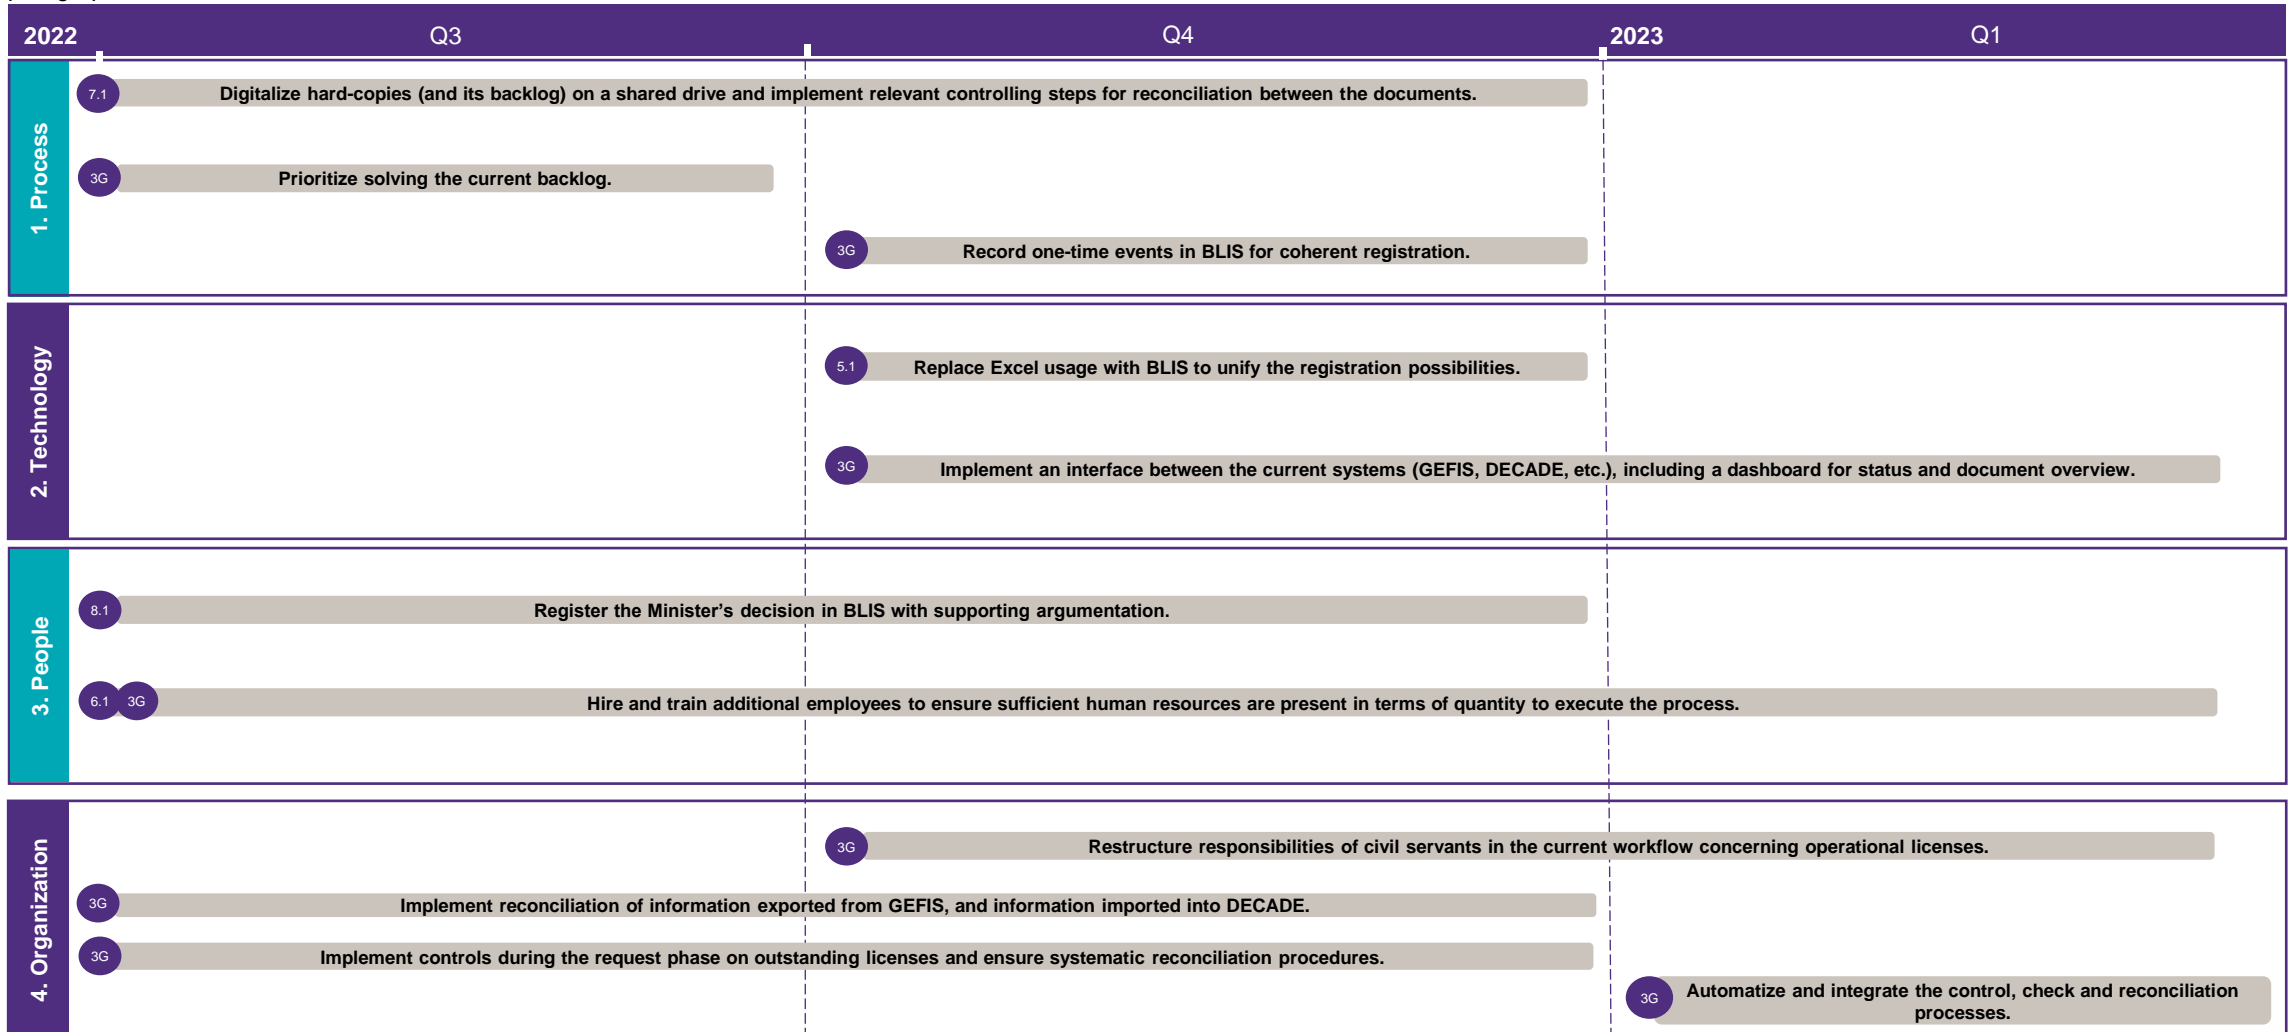 2022 Q3 Q4 2023 Q1
1. Process
7.1 Digitalize hard-copies (and its backlog) on a shared drive and implement relevant controlling steps for reconciliation between the documents.
3G Prioritize solving the current backlog.
3G Record one-time events in BLIS for coherent registration.
2. Technology
5.1 Replace Excel usage with BLIS to unify the registration possibilities.
3G Implement an interface between the current systems (GEFIS, DECADE, etc.), including a dashboard for status and document overview.
3. People
8.1 Register the Minister’s decision in BLIS with supporting argumentation.
6.1 3G Hire and train additional employees to ensure sufficient human resources are present in terms of quantity to execute the process.
4. Organization
3G Restructure responsibilities of civil servants in the current workflow concerning operational licenses.
3G Implement reconciliation of information exported from GEFIS, and information imported into DECADE.
3G Implement controls during the request phase on outstanding licenses and ensure systematic reconciliation procedures.
3G Automatize and integrate the control, check and reconciliation
processes.